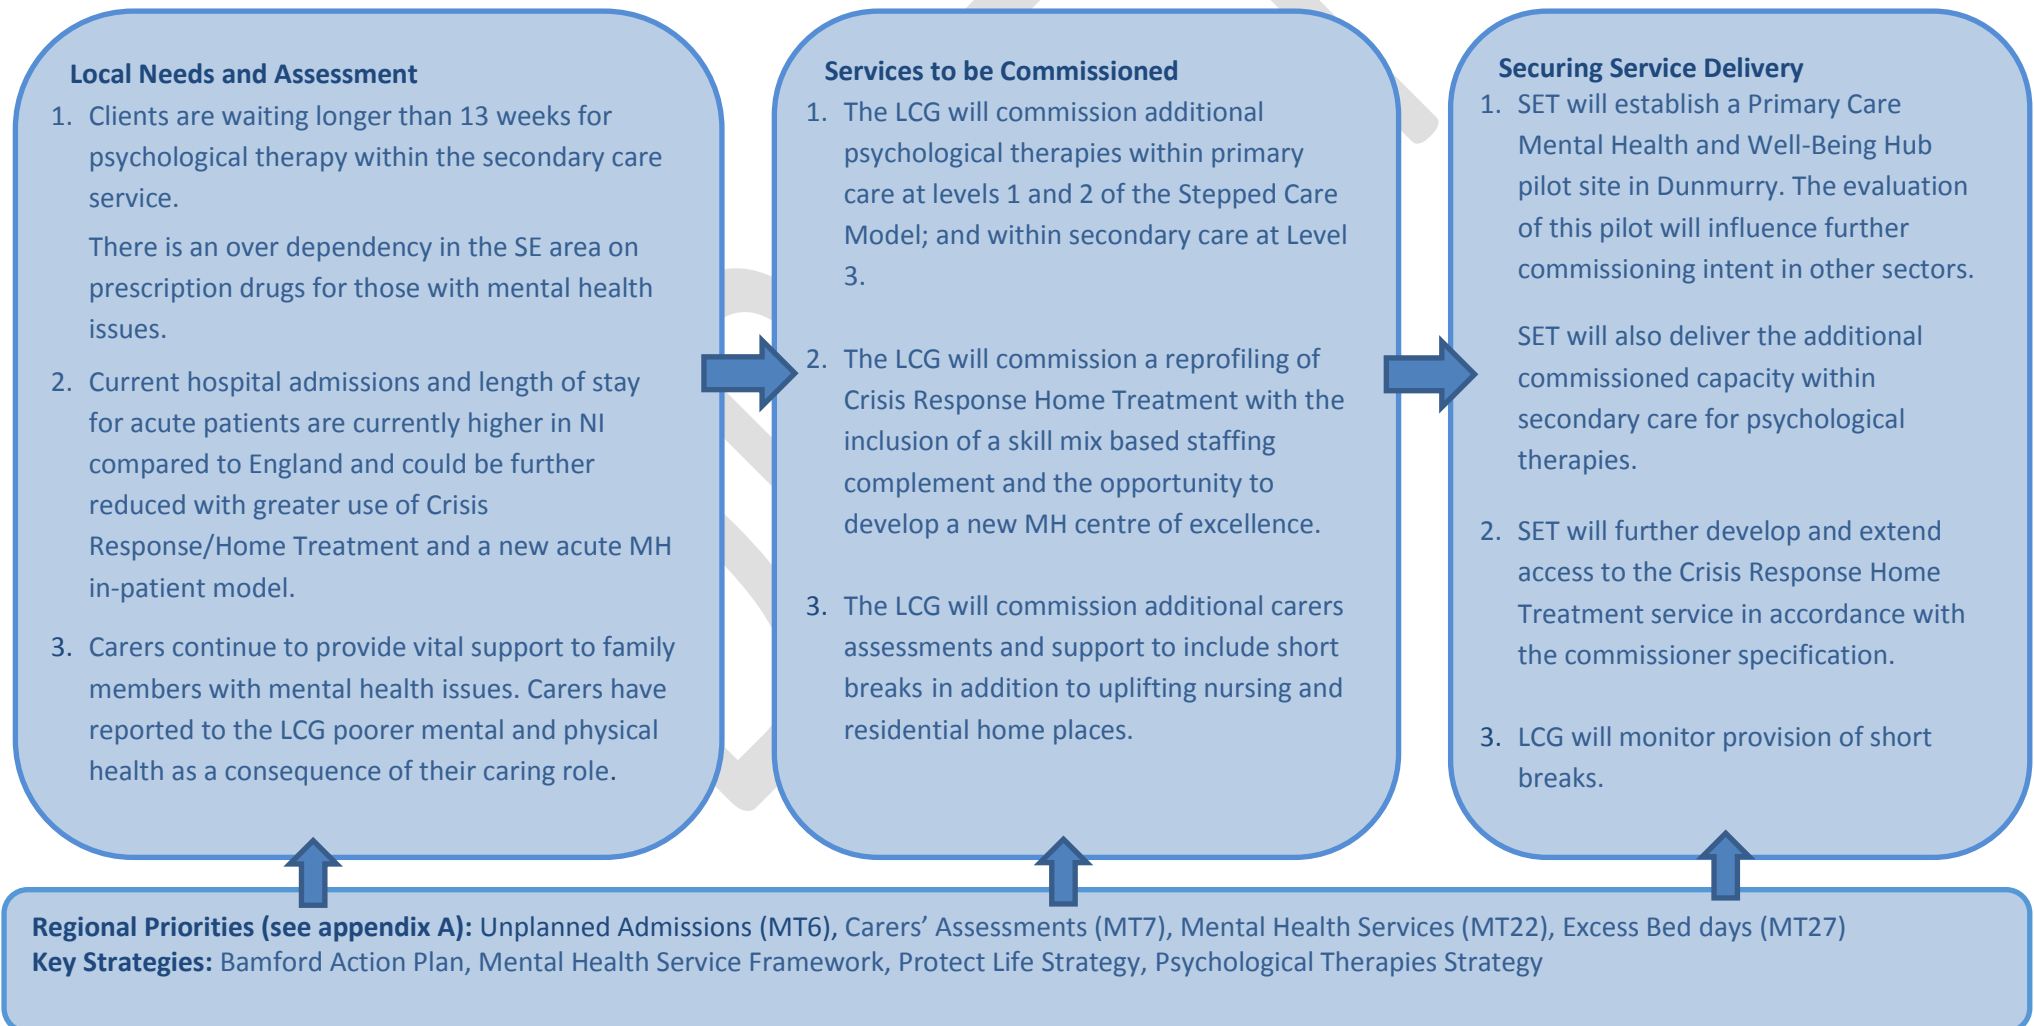 Local Needs and Assessment
1. Clients are waiting longer than 13 weeks for
psychological therapy within the secondary care
service.
There is an over dependency in the SE area on
prescription drugs for those with mental health
issues.
2. Current hospital admissions and length of stay
for acute patients are currently higher in NI
compared to England and could be further
reduced with greater use of Crisis
Response/Home Treatment and a new acute MH
in-patient model.
3. Carers continue to provide vital support to family
members with mental health issues. Carers have
reported to the LCG poorer mental and physical
health as a consequence of their caring role.
Services to be Commissioned
1. The LCG will commission additional
psychological therapies within primary
care at levels 1 and 2 of the Stepped Care
Model; and within secondary care at Level
3.
2. The LCG will commission a reprofiling of
Crisis Response Home Treatment with the
inclusion of a skill mix based staffing
complement and the opportunity to
develop a new MH centre of excellence.
3. The LCG will commission additional carers
assessments and support to include short
breaks in addition to uplifting nursing and
residential home places.
Securing Service Delivery
1. SET will establish a Primary Care
Mental Health and Well-Being Hub
pilot site in Dunmurry. The evaluation
of this pilot will influence further
commissioning intent in other sectors.
SET will also deliver the additional
commissioned capacity within
secondary care for psychological
therapies.
2. SET will further develop and extend
access to the Crisis Response Home
Treatment service in accordance with
the commissioner specification.
3. LCG will monitor provision of short
breaks.
Regional Priorities (see appendix A): Unplanned Admissions (MT6), Carers’ Assessments (MT7), Mental Health Services (MT22), Excess Bed days (MT27)
Key Strategies: Bamford Action Plan, Mental Health Service Framework, Protect Life Strategy, Psychological Therapies Strategy